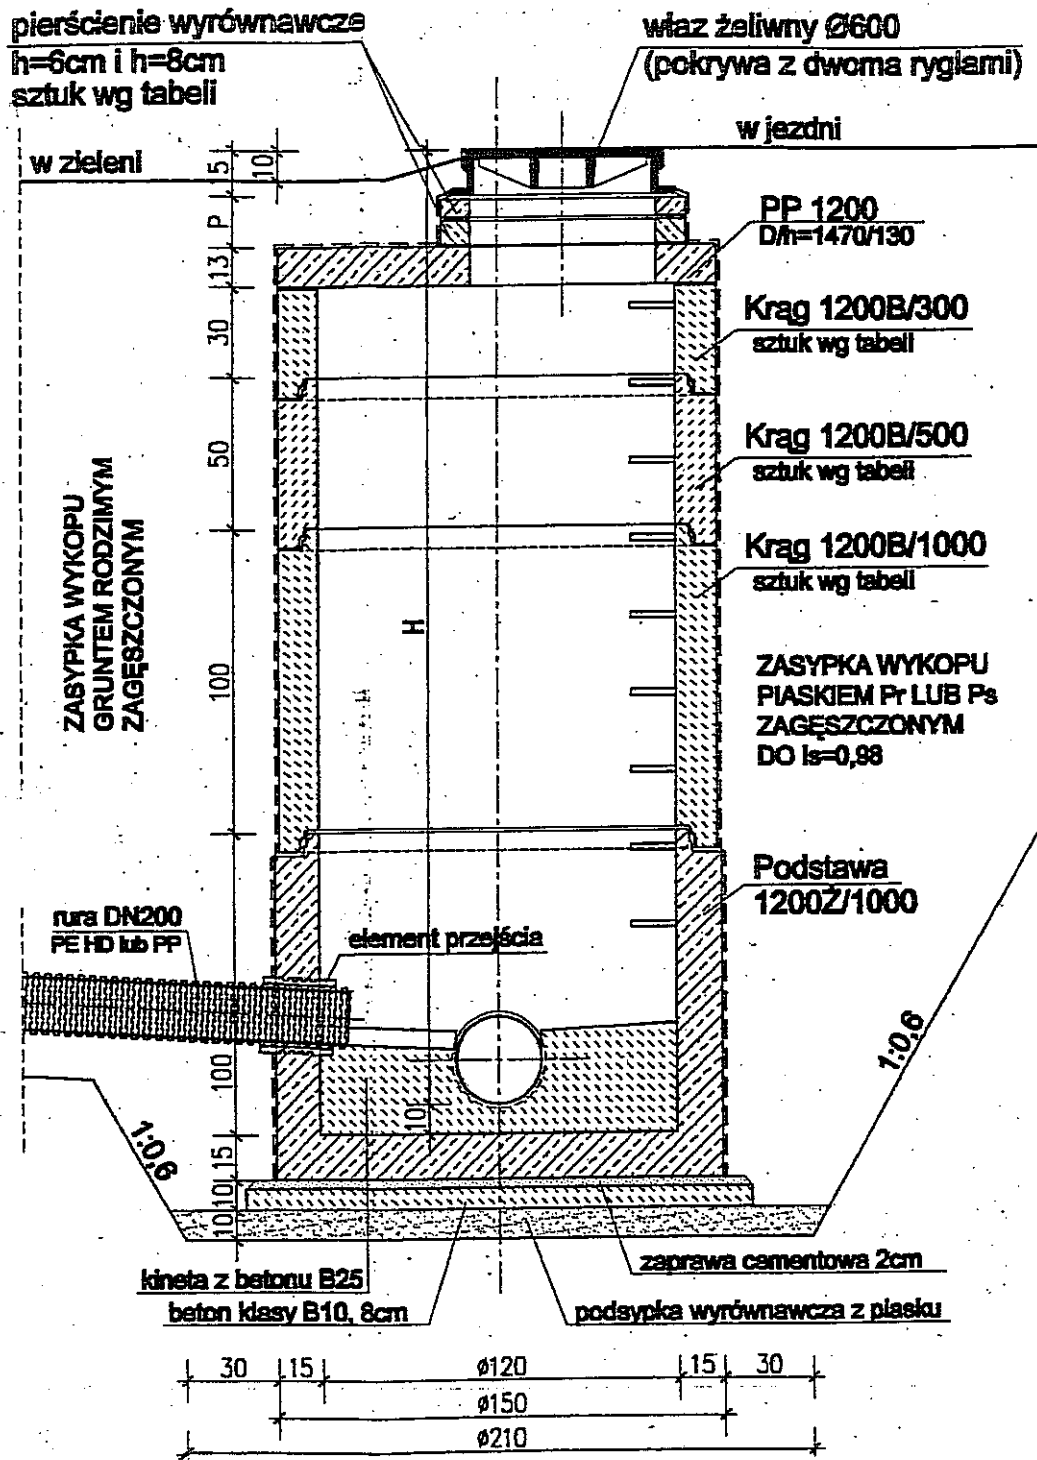 pierścienie wyrównawcze
h=6cm i h=8cm
sztuk wg tabeli
właz żeliwny Ø600
(pokrywa z dwoma ryglami)
w jezdni
w zieleni
5
10
P
13
30
50
100
100
15
10
10
PP 1200
D/h=1470/130
Krąg 1200B/300
sztuk wg tabeli
Krąg 1200B/500
sztuk wg tabeli
Krąg 1200B/1000
sztuk wg tabeli
H
ZASYPKA WYKOPU
GRUNTEM RODZIMYM
ZAGĘSZCZONYM
ZASYPKA WYKOPU
PIASKIEM Pr LUB Ps
ZAGĘSZCZONYM
DO Is=0,98
Podstawa
1200Ż/1000
rura DN200
PE HD lub PP
element przejścia
10
1:0,6
1:0,6
kineta z betonu B25
beton klasy B10, 8cm
zaprawa cementowa 2cm
podsypka wyrównawcza z piasku
30
15
ø120
15
30
ø150
ø210